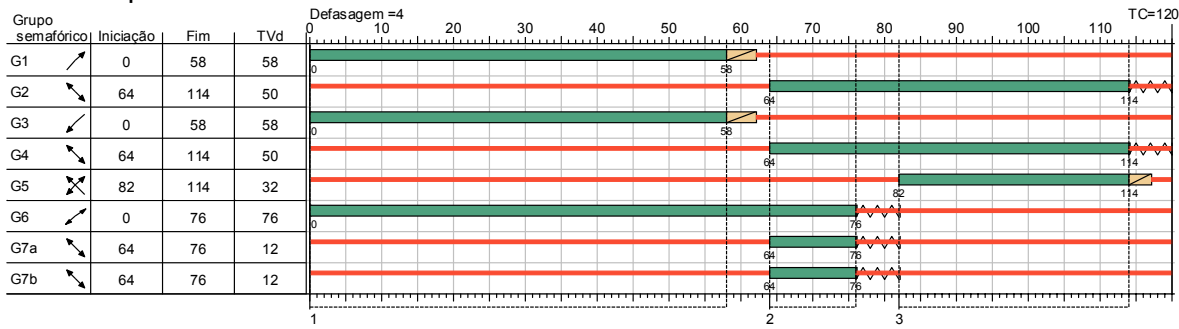 Grupo
semafórico Iniciação Fim TVd
Defasagem =4 TC=120
0 10 20 30 40 50 60 70 80 90 100 110
G1 0 58 58
0 58
G2 64 114 50
64 114
G3 0 58 58
0 58
G4 64 114 50
64 114
G5 82 114 32
82 114
G6 0 76 76
0 76
G7a 64 76 12
64 76
G7b 64 76 12
64 76
1 2 3